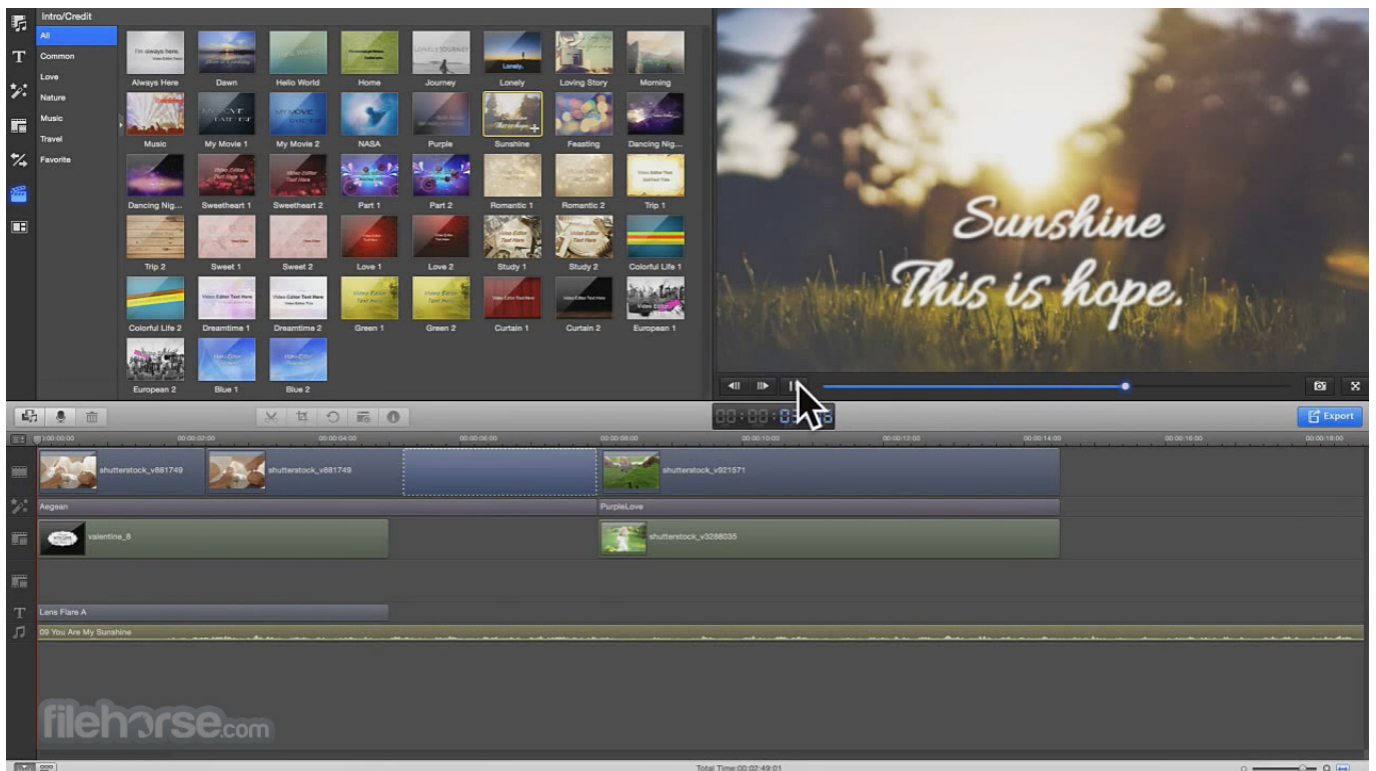 Intro/Credit
All
Common
Love
Nature
Music
Travel
Favorite
Always Here
Dawn
Hello World
Home
Journey
Lonely
Loving Story
Morning
Music
My Movie 1
My Movie 2
NASA
Purple
Sunshine
Feasting
Dancing Nig...
Dancing Nig...
Sweetheart 1
Sweetheart 2
Part 1
Part 2
Romantic 1
Romantic 2
Trip 1
Trip 2
Sweet 1
Sweet 2
Love 1
Love 2
Study 1
Study 2
Colorful Life 1
Colorful Life 2
Dreamtime 1
Dreamtime 2
Green 1
Green 2
Curtain 1
Curtain 2
European 1
European 2
Blue 1
Blue 2
Sunshine
This is hope.
Export
00:00:02:00
00:00:04:00
00:00:06:00
00:00:08:00
00:00:10:00
00:00:12:00
00:00:14:00
00:00:16:00
00:00:18:00
shutterstock_v881749
shutterstock_v881749
shutterstock_v921571
Aegean
PurpleLove
valentine_8
shutterstock_v3288035
Lens Flare A
09 You Are My Sunshine
filehorse.com
Total Time:00:02:49:01